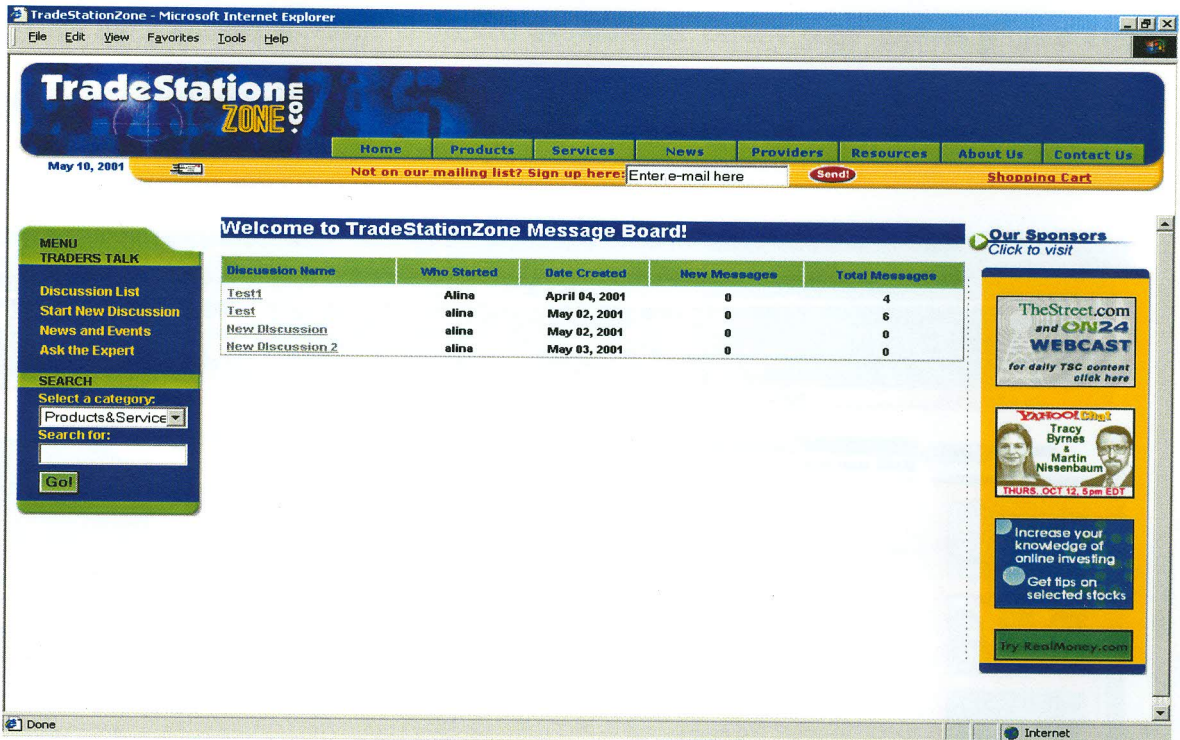 TradeStationZone - Microsoft Internet Explorer
File Edit View Favorites Tools Help
TradeStation
ZONE
.com
Home Products Services News Providers Resources About Us Contact Us
May 10, 2001
Not on our mailing list? Sign up here: Enter e-mail here Send! Shopping Cart
MENU
TRADERS TALK
Discussion List
Start New Discussion
News and Events
Ask the Expert
SEARCH
Select a category:
Products&Service
Search for:
Go!
Welcome to TradeStationZone Message Board!
Discussion Name Who Started Date Created New Messages Total Messages
Test1 Alina April 04, 2001 0 4
Test alina May 02, 2001 0 6
New DIscussion alina May 02, 2001 0 0
New DIscussion 2 alina May 03, 2001 0 0
Our Sponsors
Click to visit
TheStreet.com
and ON24
WEBCAST
for daily TSC content
click here
YAHOO! Chat
Tracy
Byrnes
&
Martin
Nissenbaum
THURS. OCT 12, 5pm EDT
Increase your
knowledge of
online investing
Get tips on
selected stocks
Try RealMoney.com
Done
Internet